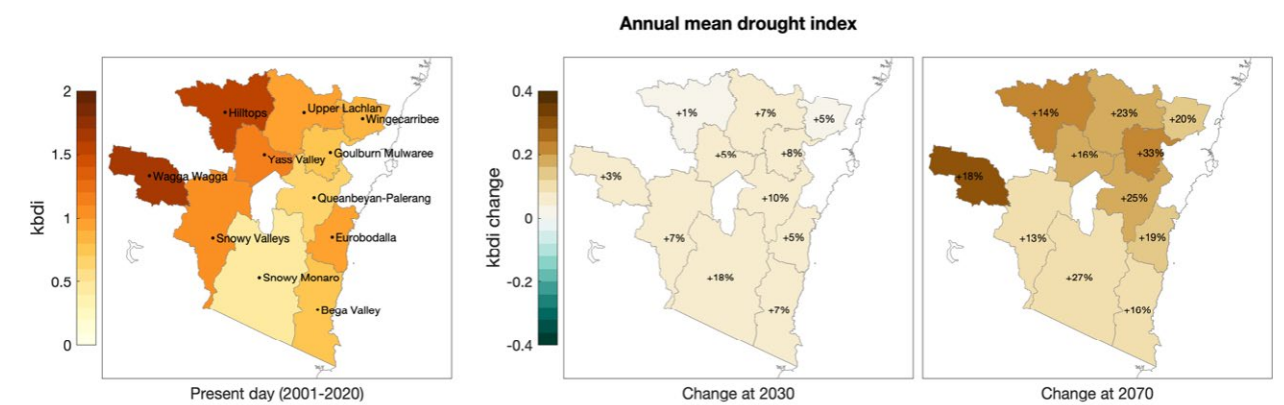 Annual mean drought index
kbdi
2
1.5
1
0.5
0
Hilltops
Upper Lachlan
Wingecarribee
Yass Valley
Goulburn Mulwaree
Wagga Wagga
Queanbeyan-Palerang
Snowy Valleys
Eurobodalla
Snowy Monaro
Bega Valley
Present day (2001-2020)
kbdi change
0.4
0.2
0
-0.2
-0.4
+1%
+7%
+5%
+5%
+8%
+3%
+10%
+7%
+5%
+18%
+7%
Change at 2030
+14%
+23%
+20%
+16%
+33%
+18%
+25%
+13%
+19%
+27%
+16%
Change at 2070